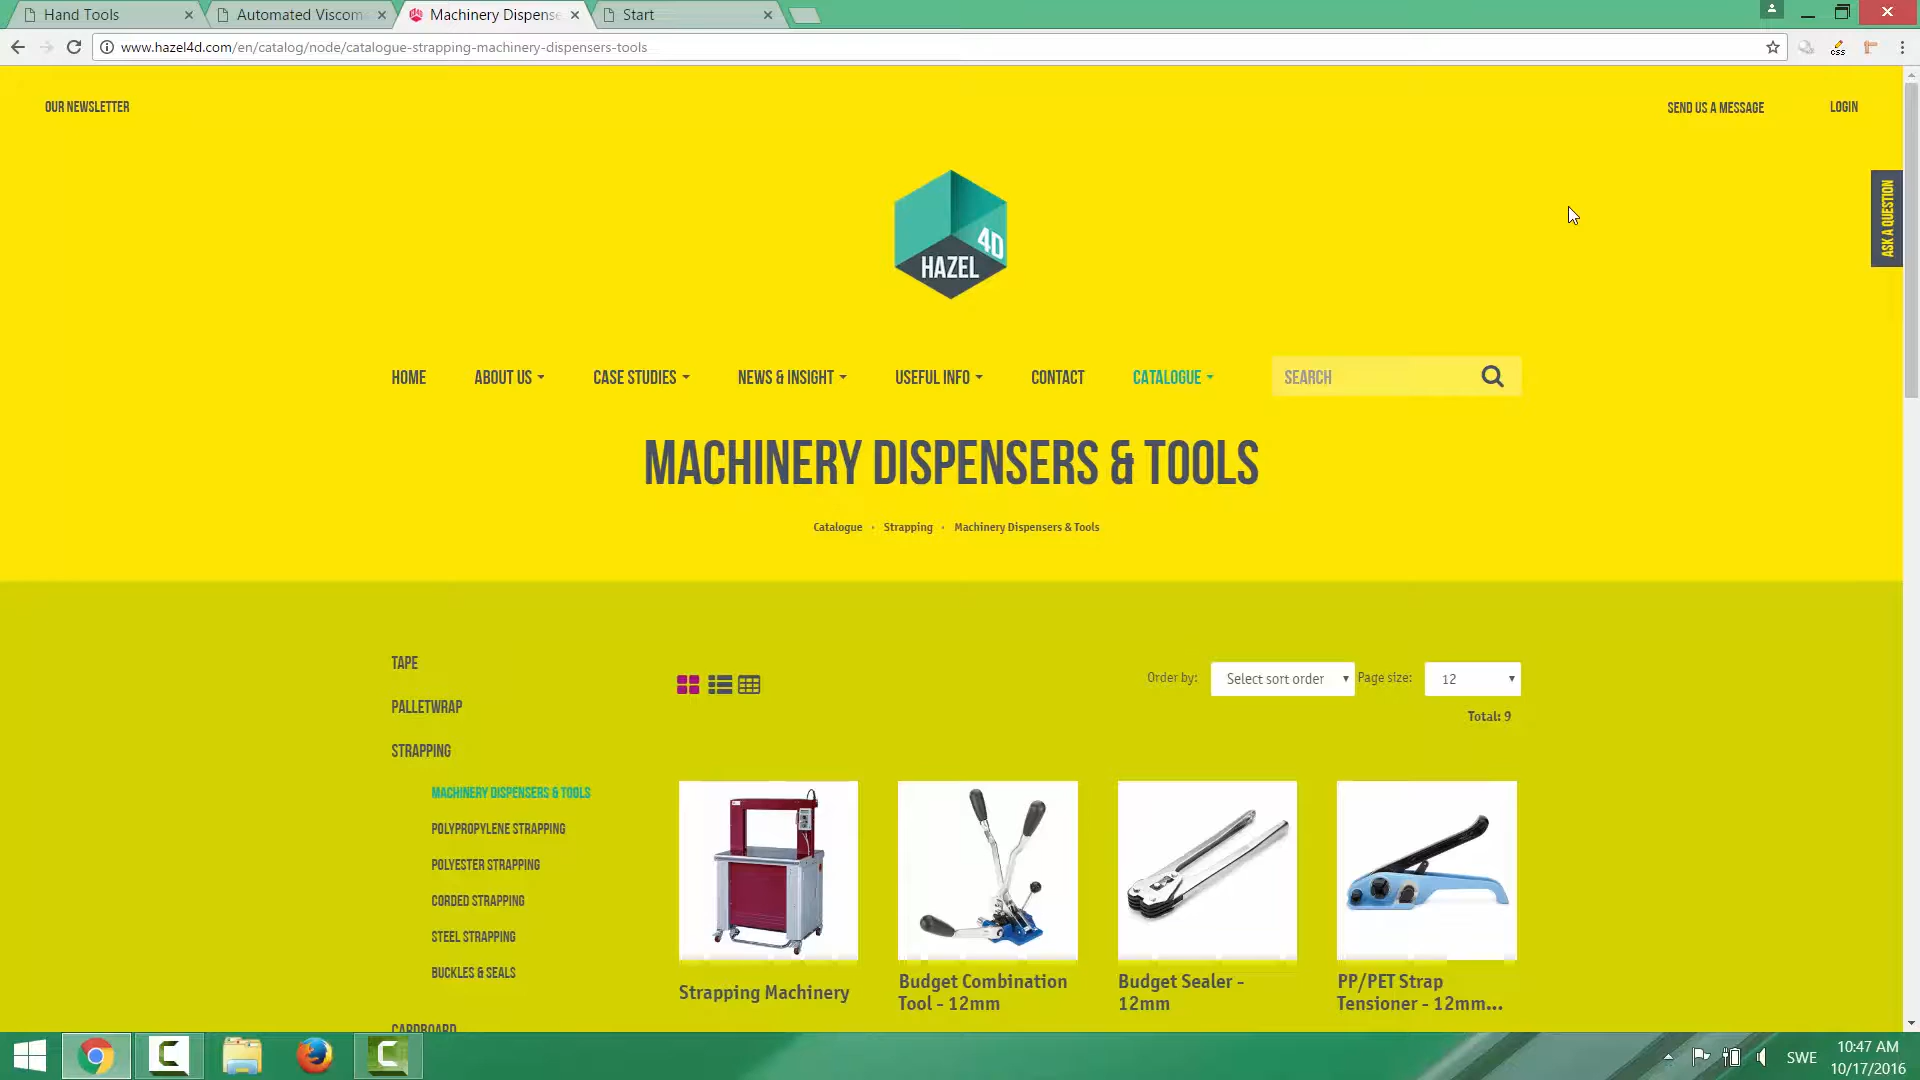 Hand Tools
Automated Viscom
Machinery Dispense
Start
www.hazel4d.com/en/catalog/node/catalogue-strapping-machinery-dispensers-tools
CSS
OUR NEWSLETTER
SEND US A MESSAGE
LOGIN
ASK A QUESTION
4D
HAZEL
HOME
ABOUT US
CASE STUDIES
NEWS & INSIGHT
USEFUL INFO
CONTACT
CATALOGUE
SEARCH
MACHINERY DISPENSERS & TOOLS
Catalogue · Strapping · Machinery Dispensers & Tools
TAPE
PALLETWRAP
STRAPPING
MACHINERY DISPENSERS & TOOLS
POLYPROPYLENE STRAPPING
POLYESTER STRAPPING
CORDED STRAPPING
STEEL STRAPPING
BUCKLES & SEALS
CARDBOARD
Order by: Select sort order Page size: 12
Total: 9
Strapping Machinery
Budget Combination
Tool - 12mm
Budget Sealer -
12mm
PP/PET Strap
Tensioner - 12mm...
SWE
10:47 AM
10/17/2016